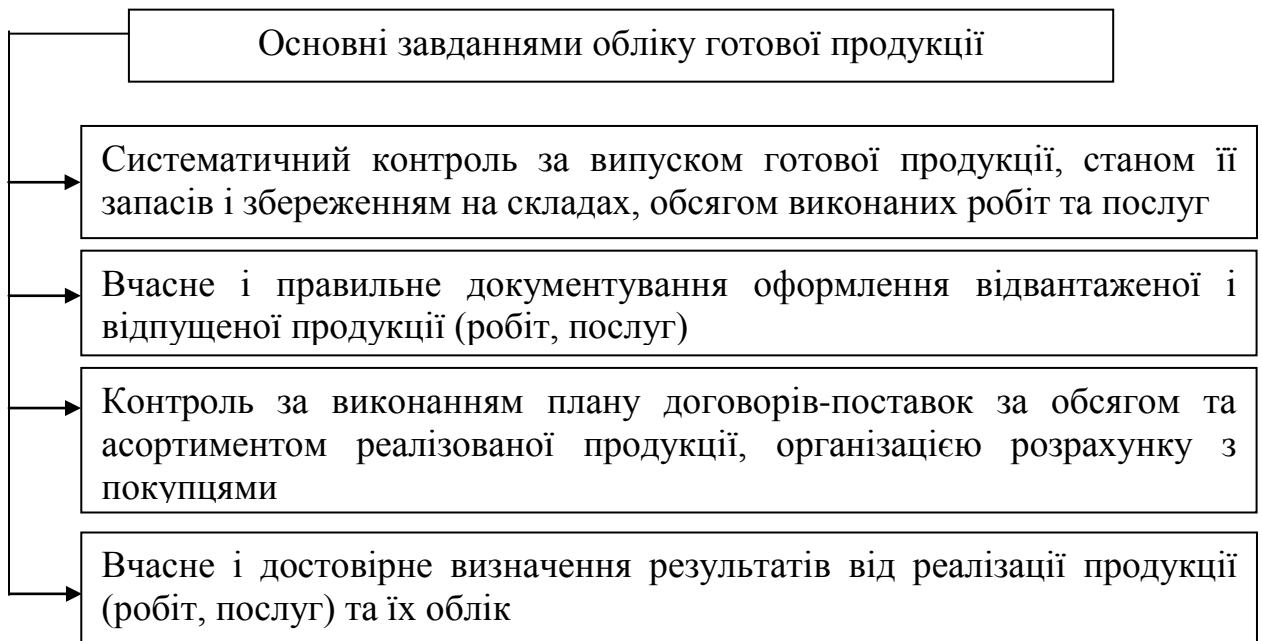 Основні завданнями обліку готової продукції
Систематичний контроль за випуском готової продукції, станом її
запасів і збереженням на складах, обсягом виконаних робіт та послуг
Вчасне і правильне документування оформлення відвантаженої і
відпущеної продукції (робіт, послуг)
Контроль за виконанням плану договорів-поставок за обсягом та
асортиментом реалізованої продукції, організацією розрахунку з
покупцями
Вчасне і достовірне визначення результатів від реалізації продукції
(робіт, послуг) та їх облік